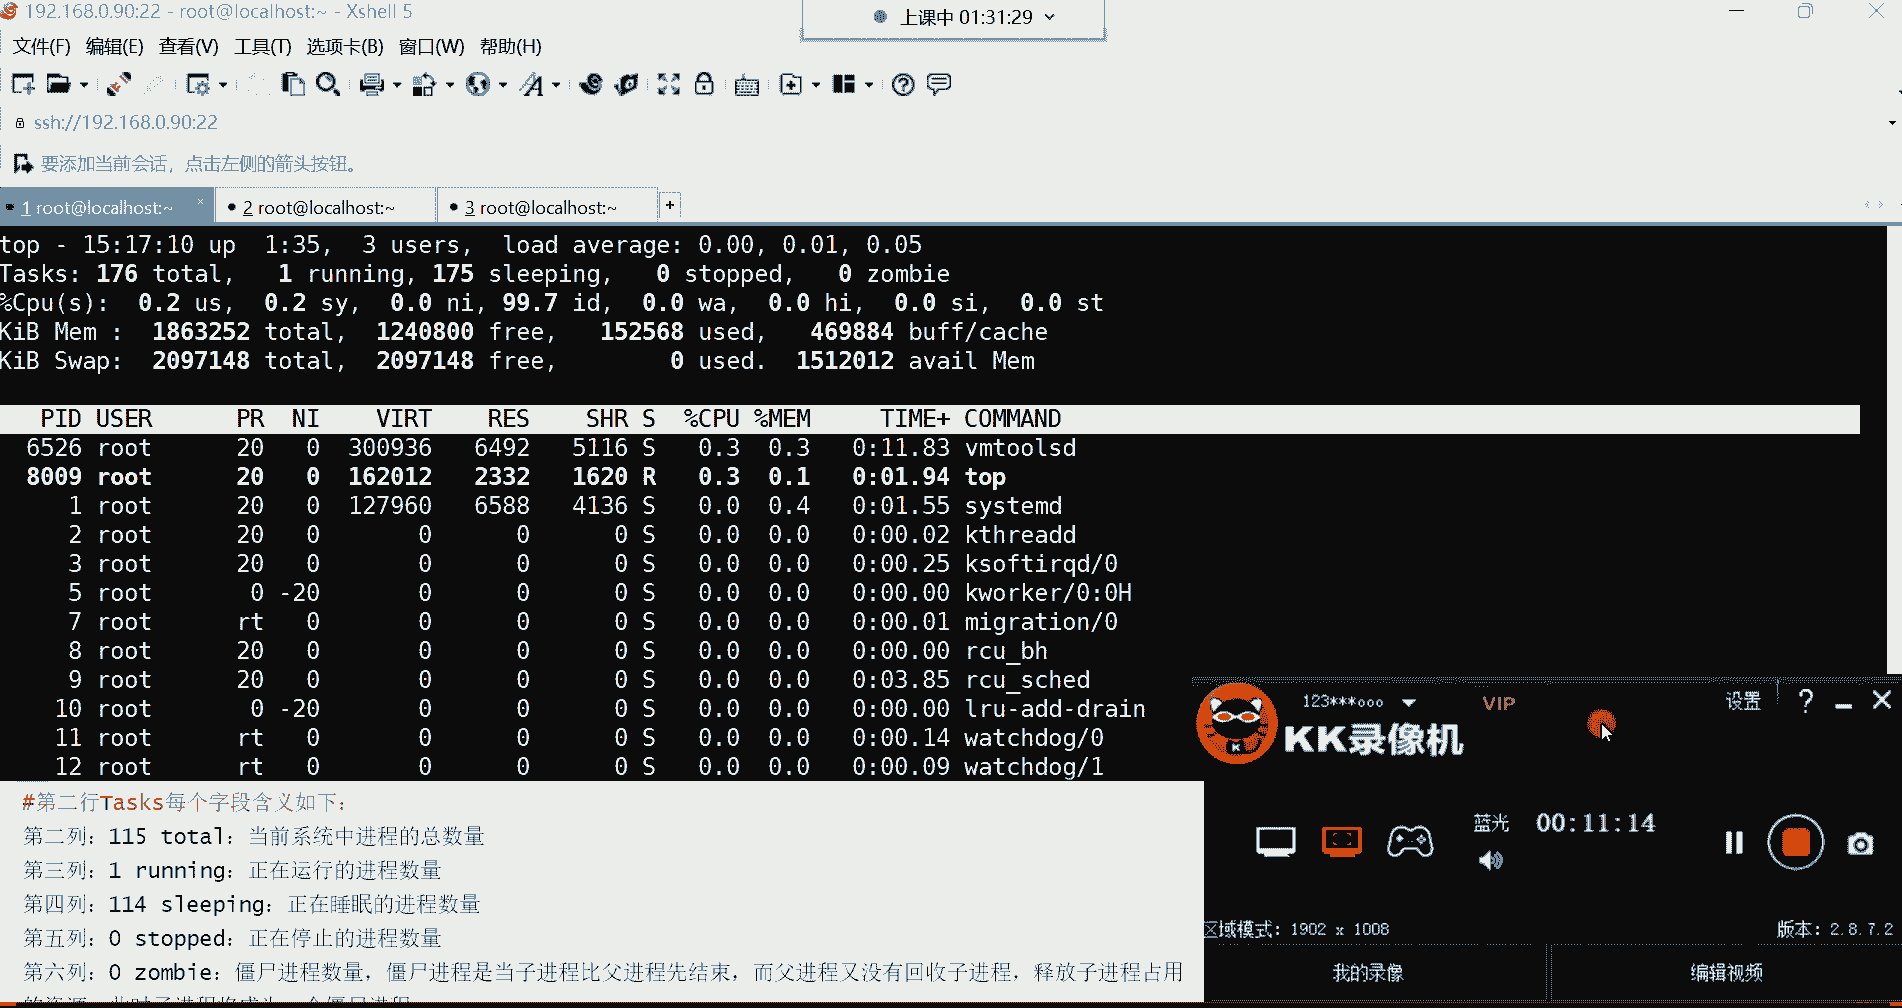 192.168.0.90:22 - root@localhost:~ - Xshell 5
上课中 01:31:29
文件(F) 编辑(E) 查看(V) 工具(T) 选项卡(B) 窗口(W) 帮助(H)
ssh://192.168.0.90:22
要添加当前会话，点击左侧的箭头按钮。
1 root@localhost:~ × 2 root@localhost:~ 3 root@localhost:~ +
top - 15:17:10 up  1:35,  3 users,  load average: 0.00, 0.01, 0.05
Tasks: 176 total,   1 running, 175 sleeping,   0 stopped,   0 zombie
%Cpu(s):  0.2 us,  0.2 sy,  0.0 ni, 99.7 id,  0.0 wa,  0.0 hi,  0.0 si,  0.0 st
KiB Mem :  1863252 total,  1240800 free,   152568 used,   469884 buff/cache
KiB Swap:  2097148 total,  2097148 free,        0 used.  1512012 avail Mem
PID USER      PR  NI    VIRT    RES    SHR S  %CPU %MEM     TIME+ COMMAND
6526 root      20   0  300936   6492   5116 S   0.3  0.3   0:11.83 vmtoolsd
8009 root      20   0  162012   2332   1620 R   0.3  0.1   0:01.94 top
1 root      20   0  127960   6588   4136 S   0.0  0.4   0:01.55 systemd
2 root      20   0       0      0      0 S   0.0  0.0   0:00.02 kthreadd
3 root      20   0       0      0      0 S   0.0  0.0   0:00.25 ksoftirqd/0
5 root       0 -20       0      0      0 S   0.0  0.0   0:00.00 kworker/0:0H
7 root      rt   0       0      0      0 S   0.0  0.0   0:00.01 migration/0
8 root      20   0       0      0      0 S   0.0  0.0   0:00.00 rcu_bh
9 root      20   0       0      0      0 S   0.0  0.0   0:03.85 rcu_sched
10 root       0 -20       0      0      0 S   0.0  0.0   0:00.00 lru-add-drain
11 root      rt   0       0      0      0 S   0.0  0.0   0:00.14 watchdog/0
12 root      rt   0       0      0      0 S   0.0  0.0   0:00.09 watchdog/1
#第二行Tasks每个字段含义如下：
第二列：115 total：当前系统中进程的总数量
第三列：1 running：正在运行的进程数量
第四列：114 sleeping：正在睡眠的进程数量
第五列：0 stopped：正在停止的进程数量
第六列：0 zombie：僵尸进程数量，僵尸进程是当子进程比父进程先结束，而父进程又没有回收子进程，释放子进程占用
123***ooo VIP 设置 ?
KK录像机
蓝光 00:11:14
区域模式：1902 x 1008 版本：2.8.7.2
我的录像 编辑视频